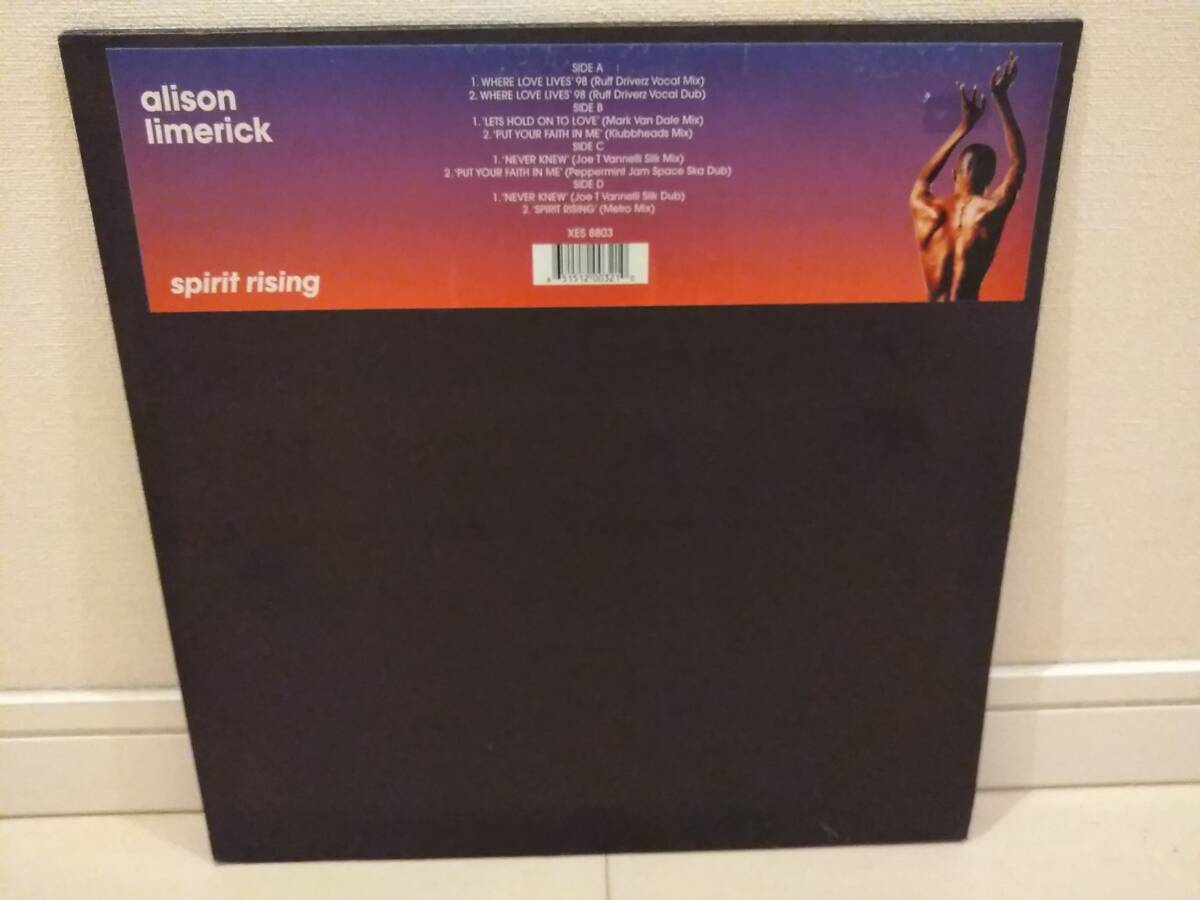 alison
limerick
SIDE A
1. WHERE LOVE LIVES' 98 (Ruff Driverz Vocal Mix)
2. WHERE LOVE LIVES' 98 (Ruff Driverz Vocal Dub)
SIDE B
1. 'LETS HOLD ON TO LOVE' (Mark Van Dale Mix)
2. 'PUT YOUR FAITH IN ME' (Klubbheads Mix)
SIDE C
1. 'NEVER KNEW' (Joe T Vannelli Silk Mix)
2. 'PUT YOUR FAITH IN ME' (Peppermint Jam Space Ska Dub)
SIDE D
1. 'NEVER KNEW' (Joe T Vannelli Silk Dub)
2. 'SPIRIT RISING' (Metro Mix)
XES 8803
51512 00321
spirit rising